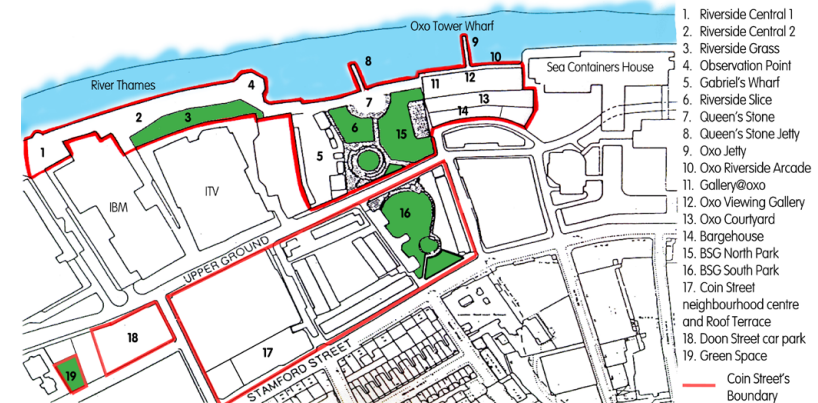 Oxo Tower Wharf
9
8
10
River Thames
Sea Containers House
4
12
11
7
13
2
3
14
6
15
1
5
IBM
ITV
16
UPPER GROUND
18
17
19
STAMFORD STREET
1. Riverside Central 1
2. Riverside Central 2
3. Riverside Grass
4. Observation Point
5. Gabriel's Wharf
6. Riverside Slice
7. Queen's Stone
8. Queen's Stone Jetty
9. Oxo Jetty
10. Oxo Riverside Arcade
11. Gallery@oxo
12. Oxo Viewing Gallery
13. Oxo Courtyard
14. Bargehouse
15. BSG North Park
16. BSG South Park
17. Coin Street
neighbourhood centre
and Roof Terrace
18. Doon Street car park
19. Green Space
Coin Street's
Boundary